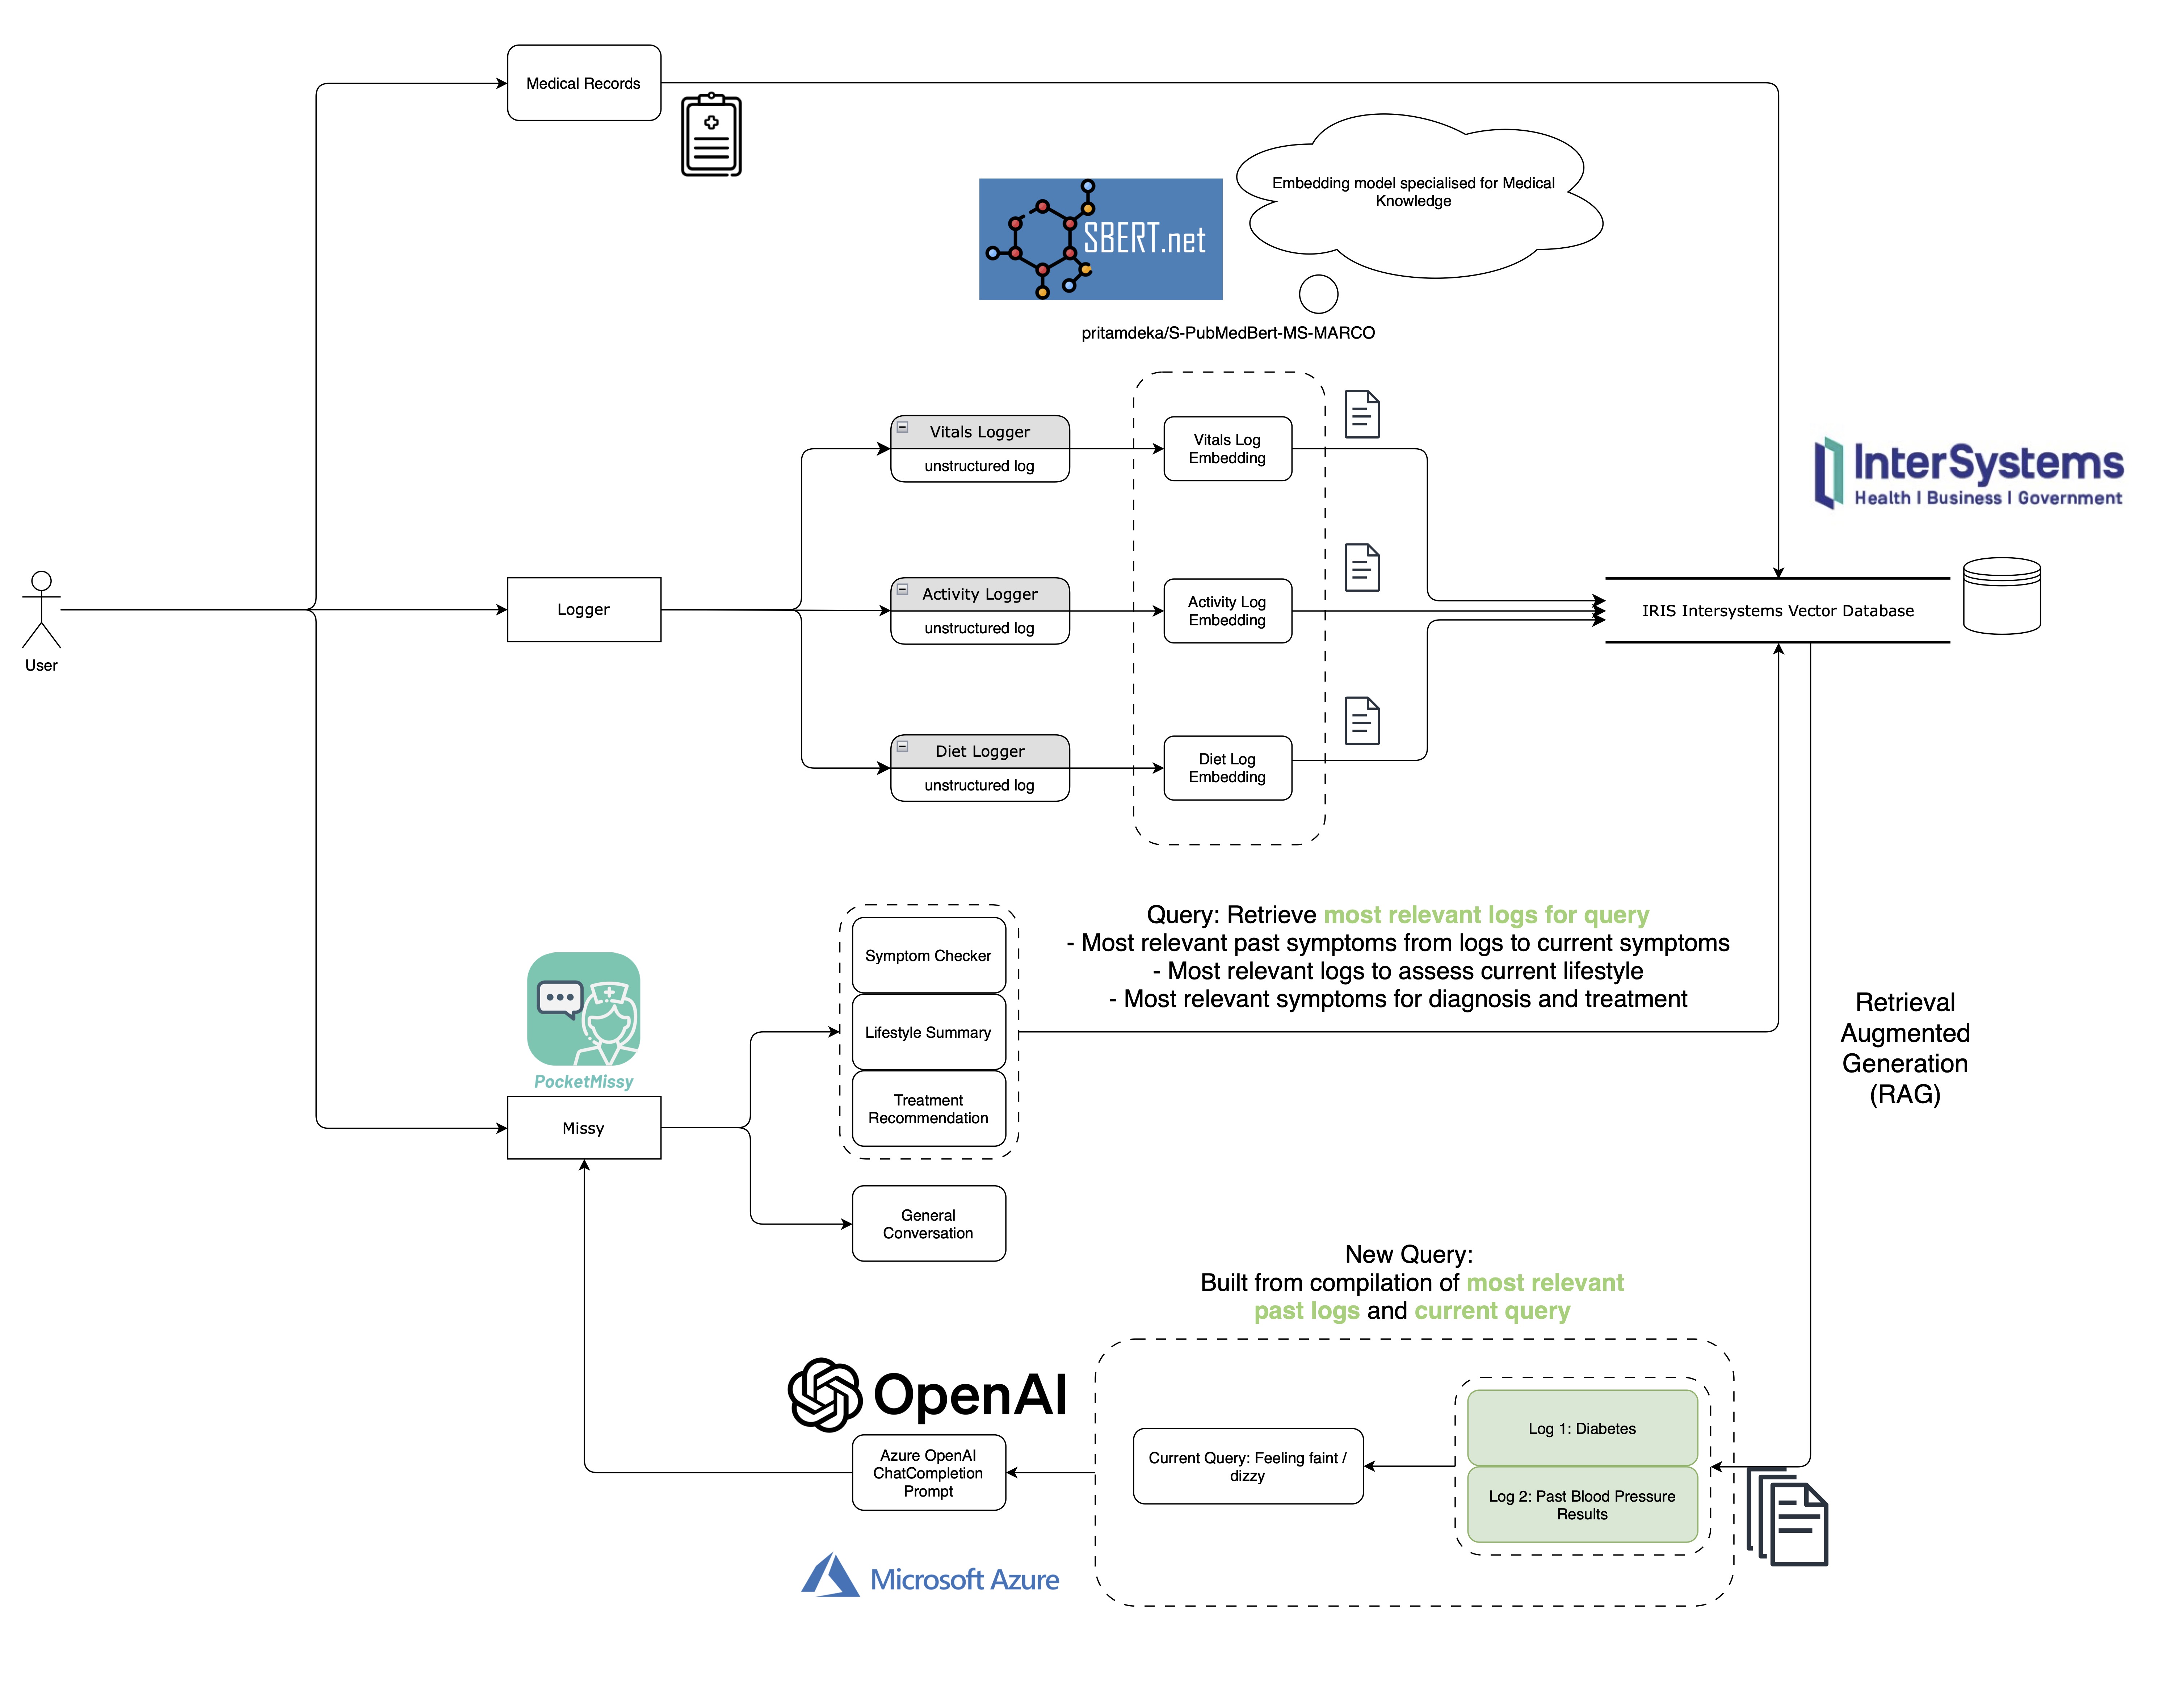 Medical Records
Embedding model specialised for Medical
Knowledge
SBERT.net
pritamdeka/S-PubMedBert-MS-MARCO
Vitals Logger
unstructured log
Vitals Log
Embedding
InterSystems
Health | Business | Government
User
Logger
Activity Logger
unstructured log
Activity Log
Embedding
IRIS Intersystems Vector Database
Diet Logger
unstructured log
Diet Log
Embedding
Query: Retrieve most relevant logs for query
- Most relevant past symptoms from logs to current symptoms
- Most relevant logs to assess current lifestyle
- Most relevant symptoms for diagnosis and treatment
Symptom Checker
Lifestyle Summary
Treatment
Recommendation
PocketMissy
Missy
General
Conversation
Retrieval
Augmented
Generation
(RAG)
New Query:
Built from compilation of most relevant
past logs and current query
OpenAI
Azure OpenAI
ChatCompletion
Prompt
Current Query: Feeling faint /
dizzy
Log 1: Diabetes
Log 2: Past Blood Pressure
Results
Microsoft Azure